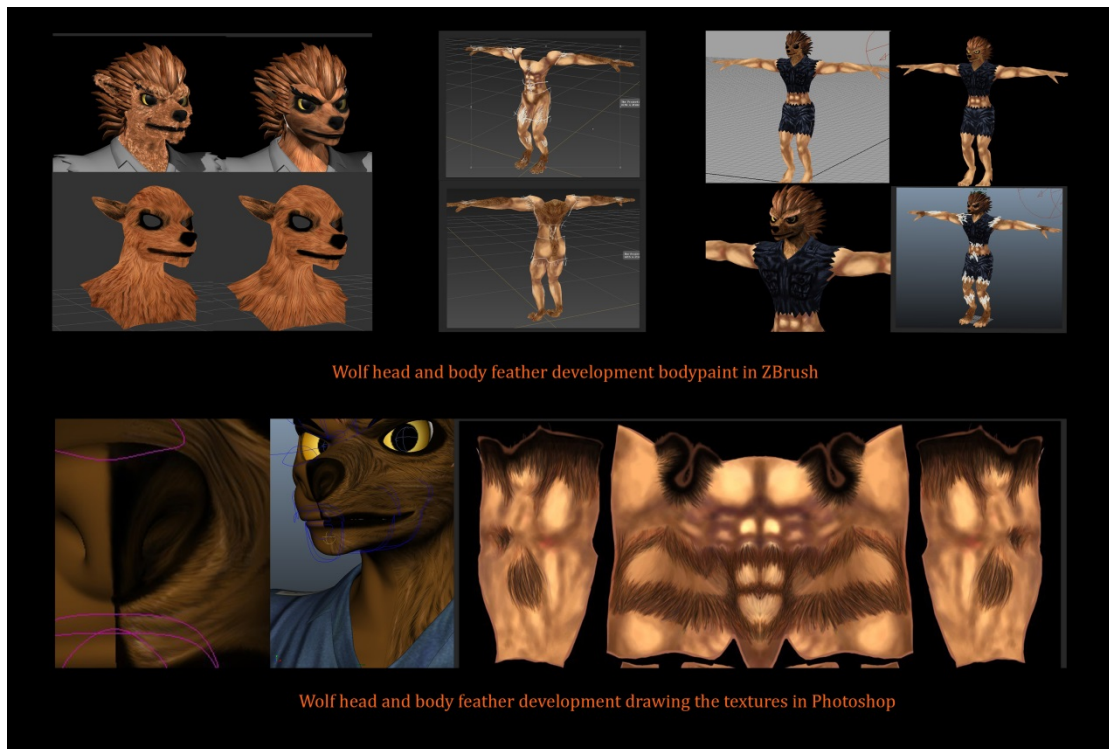 Wolf head and body feather development bodypaint in ZBrush
Wolf head and body feather development drawing the textures in Photoshop